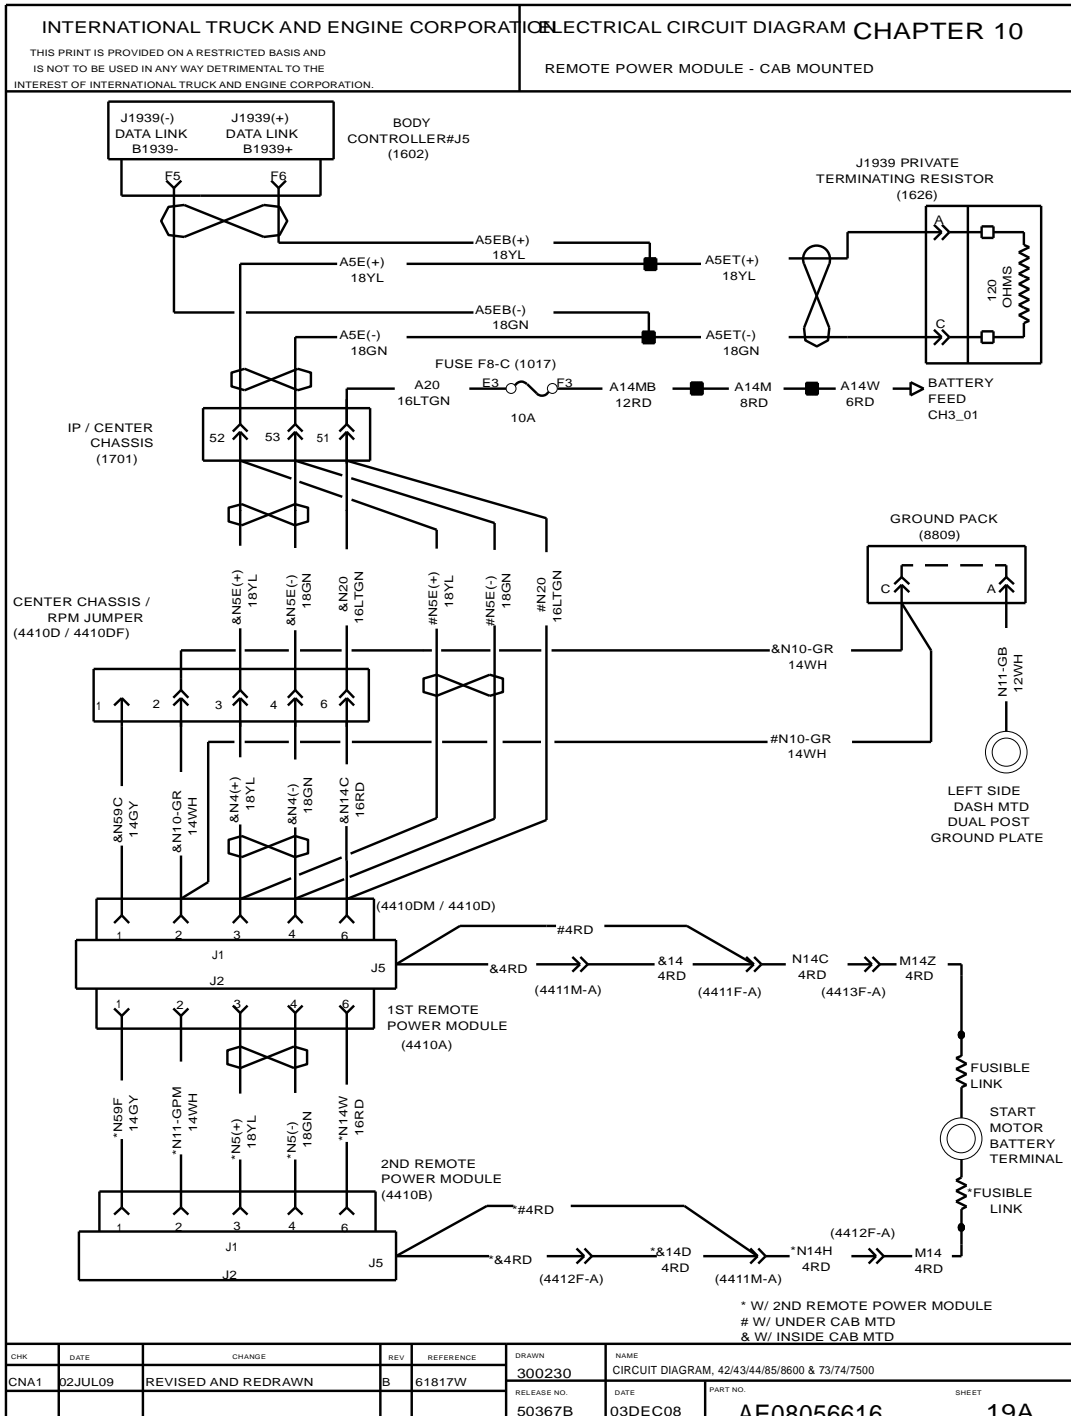 INTERNATIONAL TRUCK AND ENGINE CORPORATION
ELECTRICAL CIRCUIT DIAGRAM CHAPTER 10
THIS PRINT IS PROVIDED ON A RESTRICTED BASIS AND
IS NOT TO BE USED IN ANY WAY DETRIMENTAL TO THE
INTEREST OF INTERNATIONAL TRUCK AND ENGINE CORPORATION.
REMOTE POWER MODULE - CAB MOUNTED
J1939(-)
DATA LINK
B1939-
J1939(+)
DATA LINK
B1939+
BODY
CONTROLLER#J5
(1602)
F5
F6
J1939 PRIVATE
TERMINATING RESISTOR
(1626)
A
C
120
OHMS
A5EB(+)
18YL
A5E(+)
18YL
A5ET(+)
18YL
A5EB(-)
18GN
A5E(-)
18GN
A5ET(-)
18GN
FUSE F8-C (1017)
A20
16LTGN
E3
F3
10A
A14MB
12RD
A14M
8RD
A14W
6RD
BATTERY
FEED
CH3_01
IP / CENTER
CHASSIS
(1701)
52
53
51
GROUND PACK
(8809)
C
A
&N5E(+)
18YL
&N5E(-)
18GN
&N20
16LTGN
#N5E(+)
18YL
#N5E(-)
18GN
#N20
16LTGN
CENTER CHASSIS /
RPM JUMPER
(4410D / 4410DF)
&N10-GR
14WH
N11-GB
12WH
1
2
3
4
6
#N10-GR
14WH
LEFT SIDE
DASH MTD
DUAL POST
GROUND PLATE
&N59C
14GY
&N10-GR
14WH
&N4(+)
18YL
&N4(-)
18GN
&N14C
16RD
(4410DM / 4410D)
1
2
3
4
6
J1
J2
J5
#4RD
&4RD
(4411M-A)
&14
4RD
(4411F-A)
N14C
4RD
(4413F-A)
M14Z
4RD
1
2
3
4
6
1ST REMOTE
POWER MODULE
(4410A)
FUSIBLE
LINK
START
MOTOR
BATTERY
TERMINAL
*FUSIBLE
LINK
*N59F
14GY
*N11-GPM
14WH
*N5(+)
18YL
*N5(-)
18GN
*N14W
16RD
2ND REMOTE
POWER MODULE
(4410B)
1
2
3
4
6
J1
J2
J5
*#4RD
*&4RD
(4412F-A)
*&14D
4RD
(4411M-A)
*N14H
4RD
(4412F-A)
M14
4RD
* W/ 2ND REMOTE POWER MODULE
# W/ UNDER CAB MTD
& W/ INSIDE CAB MTD
CHK DATE CHANGE REV REFERENCE
CNA1 02JUL09 REVISED AND REDRAWN B 61817W
DRAWN
300230
NAME
CIRCUIT DIAGRAM, 42/43/44/85/8600 & 73/74/7500
RELEASE NO.
50367B
DATE
03DEC08
PART NO.
AE08056616
SHEET
19A